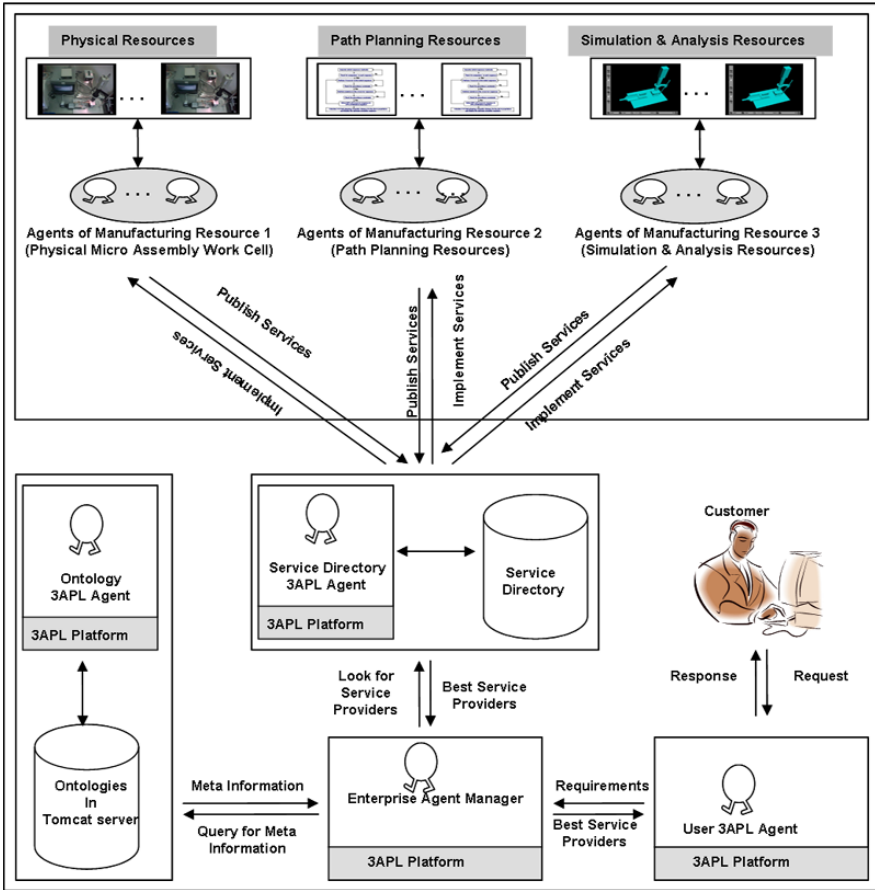 Physical Resources
Path Planning Resources
Simulation & Analysis Resources
Agents of Manufacturing Resource 1
(Physical Micro Assembly Work Cell)
Agents of Manufacturing Resource 2
(Path Planning Resources)
Agents of Manufacturing Resource 3
(Simulation & Analysis Resources)
Publish Services
Implement Services
Publish Services
Implement Services
Publish Services
Implement Services
Ontology
3APL Agent
3APL Platform
Service Directory
3APL Agent
3APL Platform
Service
Directory
Customer
Look for
Service
Providers
Best Service
Providers
Response
Request
Ontologies
In
Tomcat server
Meta Information
Query for Meta
Information
Enterprise Agent Manager
3APL Platform
Requirements
Best Service
Providers
User 3APL Agent
3APL Platform